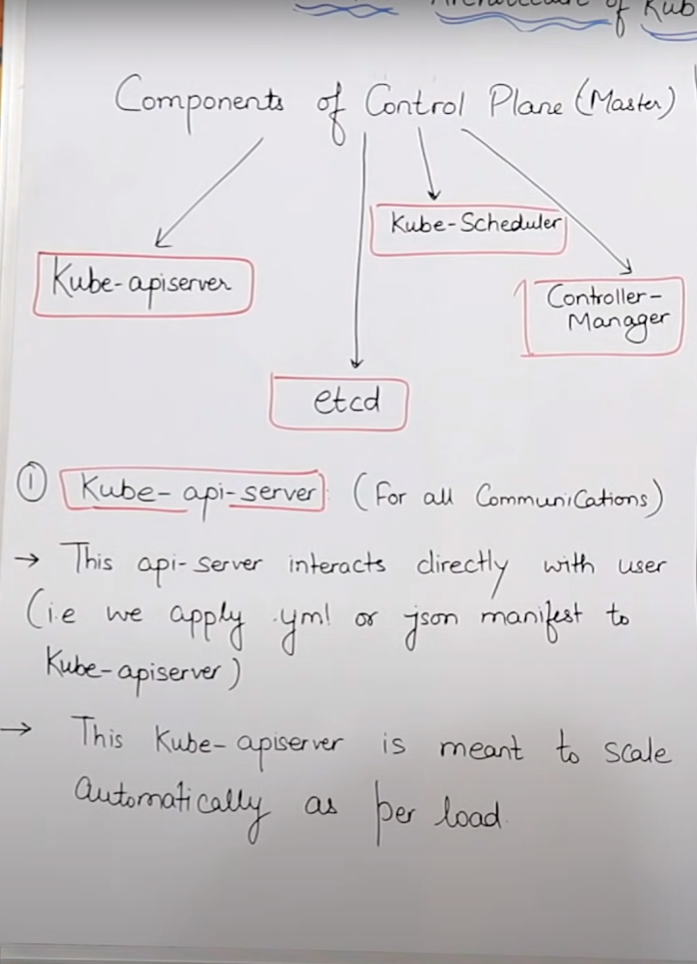 Architecture of Kub
Components of Control Plane (Master)
Kube-Scheduler
Kube-apiserver
Controller-
Manager
etcd
① Kube-api-server (For all Communications)
→ This api-server interacts directly with user
(i.e we apply .yml or json manifest to
Kube-apiserver)
→ This Kube-apiserver is meant to scale
automatically as per load.